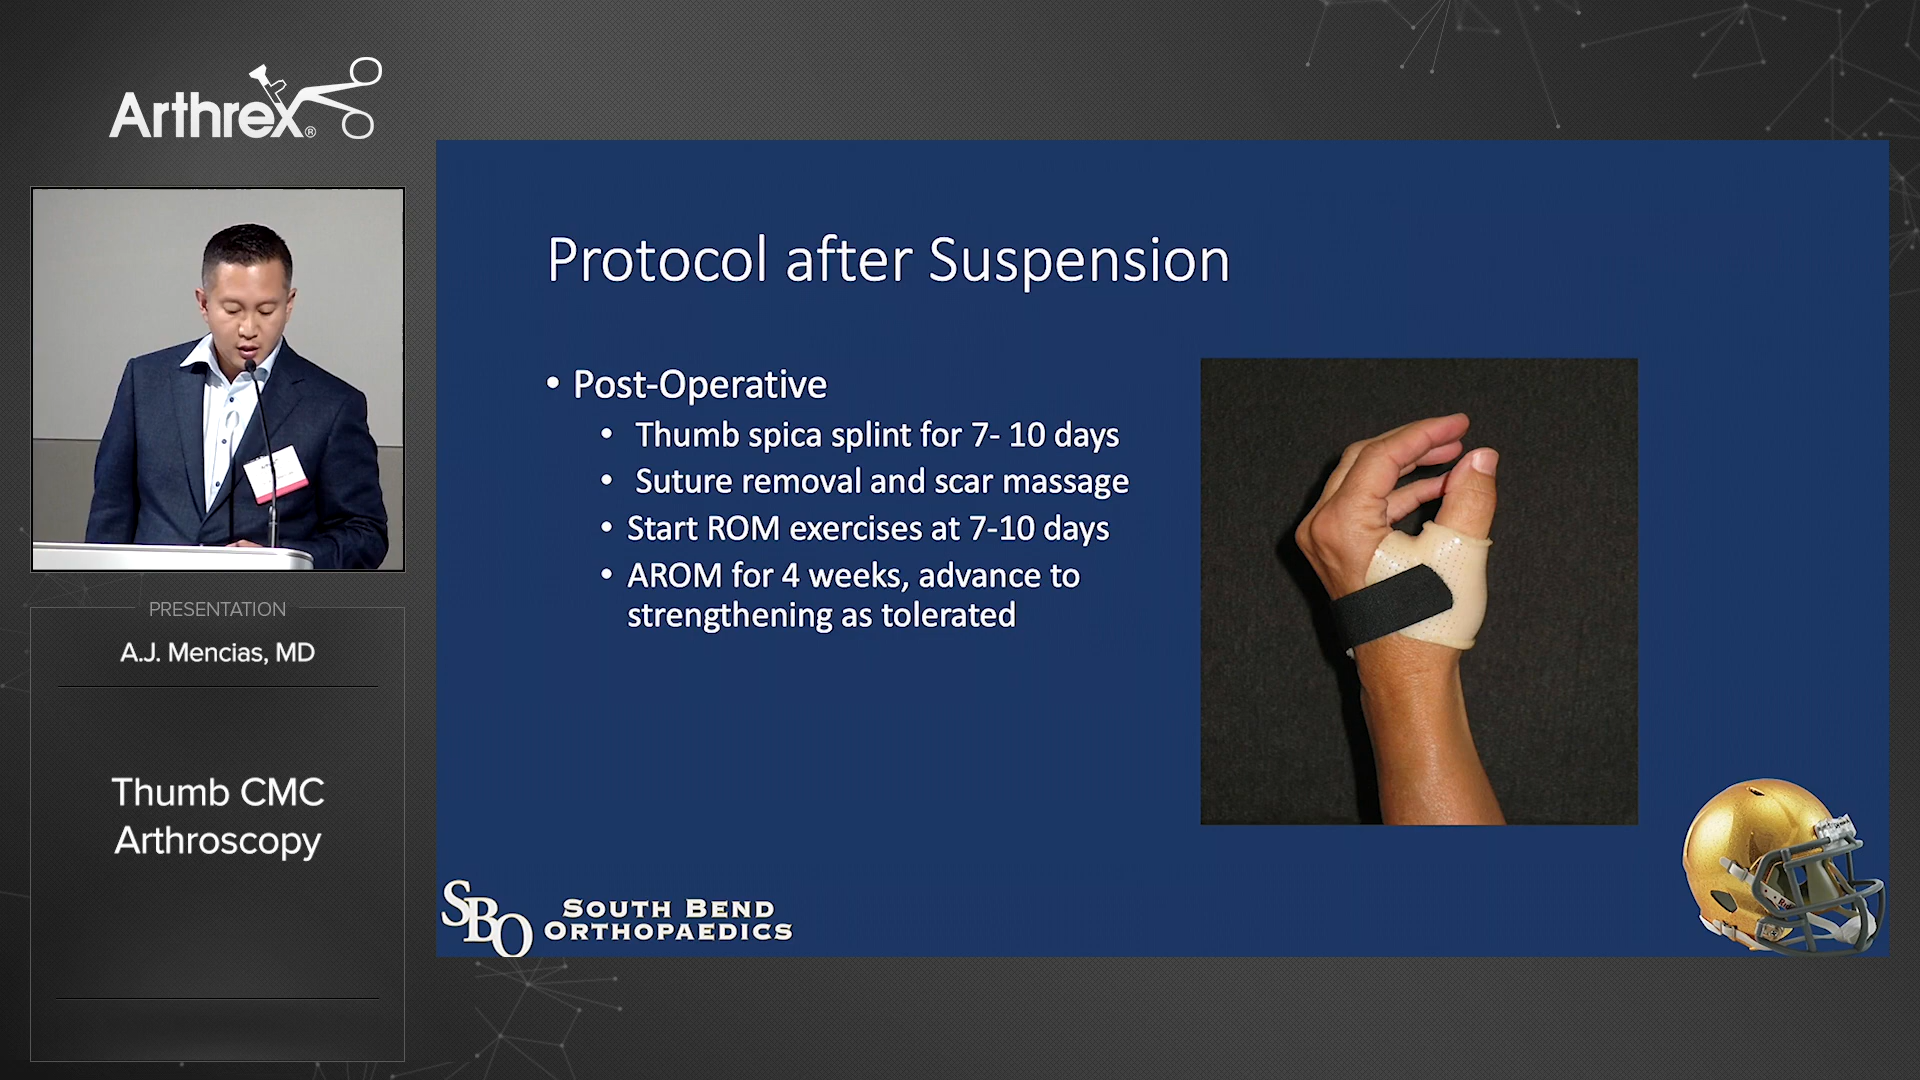 Arthrex®
PRESENTATION
A.J. Mencias, MD
Thumb CMC
Arthroscopy
Protocol after Suspension
• Post-Operative
• Thumb spica splint for 7- 10 days
• Suture removal and scar massage
• Start ROM exercises at 7-10 days
• AROM for 4 weeks, advance to
strengthening as tolerated
SBO
SOUTH BEND
ORTHOPAEDICS